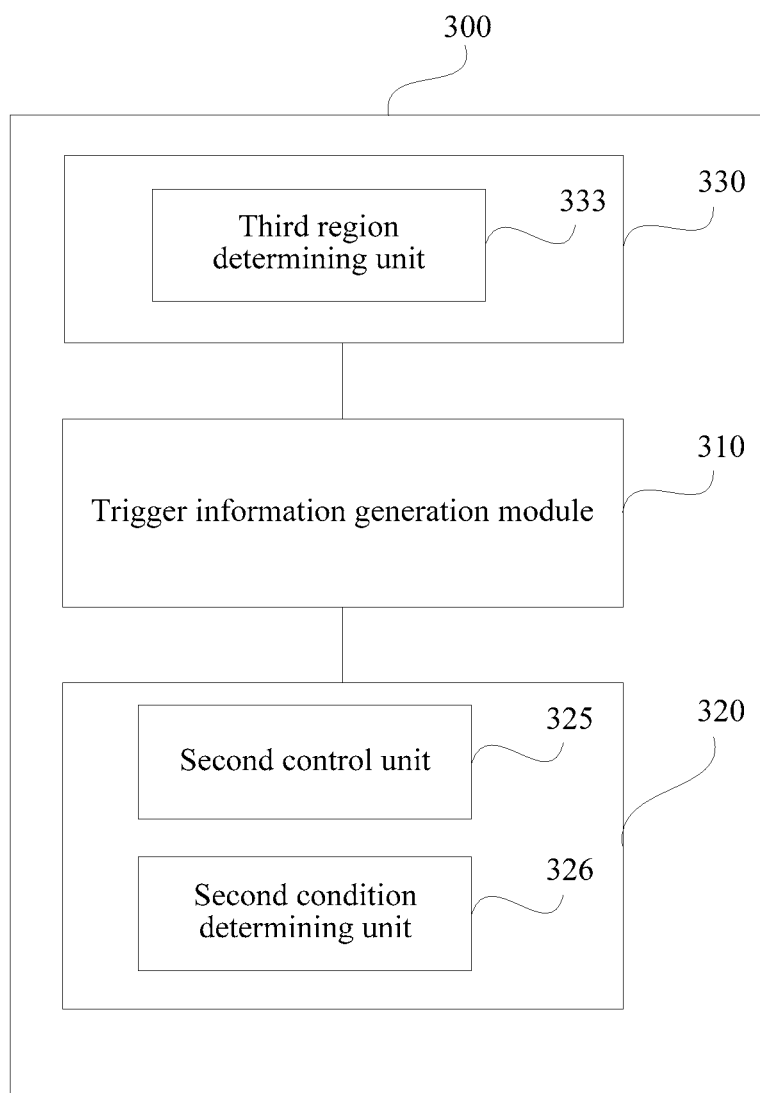 300
333
330
Third region
determining unit
310
Trigger information generation module
325
320
Second control unit
326
Second condition
determining unit